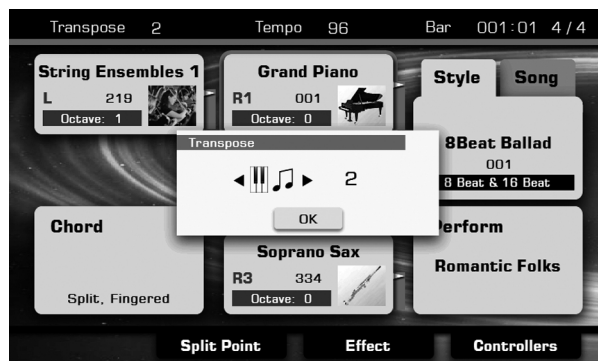 Transpose 2 Tempo 96 Bar 001:01 4/4
String Ensembles 1
L 219
Octave: 1
Grand Piano
R1 001
Octave: 0
Style Song
8Beat Ballad
001
8 Beat & 16 Beat
Transpose
2
OK
Chord
Split, Fingered
Soprano Sax
R3 334
Octave: 0
Perform
Romantic Folks
Split Point Effect Controllers